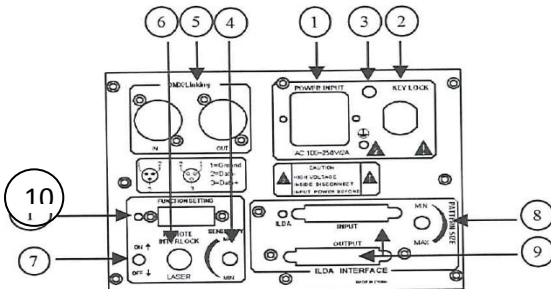 6 5 4 1 3 2
DMX Linking
POWER INPUT
KEY LOCK
IN
OUT
AC 100~250V/2A
1=Ground
2=Data-
3=Data+
CAUTION
HIGH VOLTAGE
INSIDE DISCONNECT
INPUT POWER BEFORE
10
FUNCTION SETTING
REMOTE
INTERLOCK
SENSITIVITY
ON ↑
OFF ↓
LASER
MIN
7
ILDA
INPUT
OUTPUT
ILDA INTERFACE
MADE IN CHINA
MIN
MAX
PATTERN SIZE
8
9